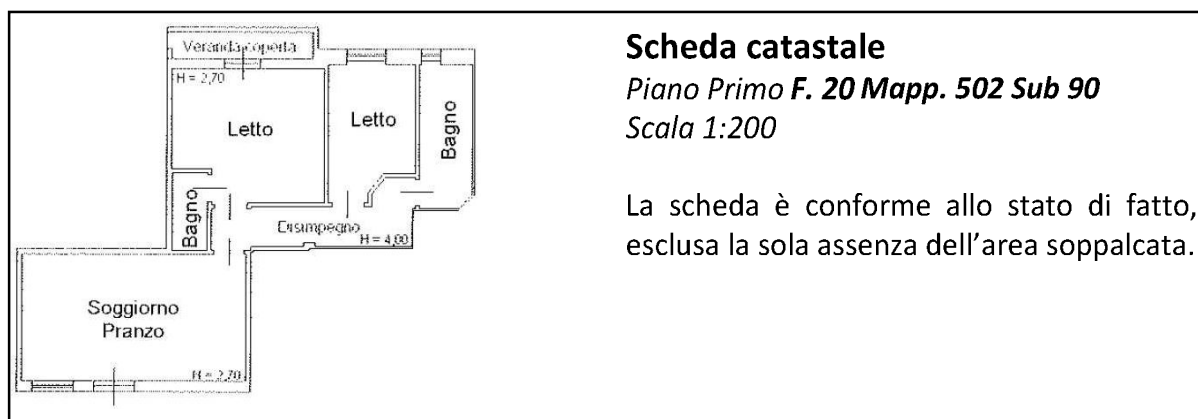 Scheda catastale
Piano Primo F. 20 Mapp. 502 Sub 90
Scala 1:200
La scheda è conforme allo stato di fatto,
esclusa la sola assenza dell'area soppalcata.
Veranda coperta
H = 2,70
Letto
Letto
Bagno
Bagno
Disimpegno
H = 4,00
Soggiorno
Pranzo
H = 2,70